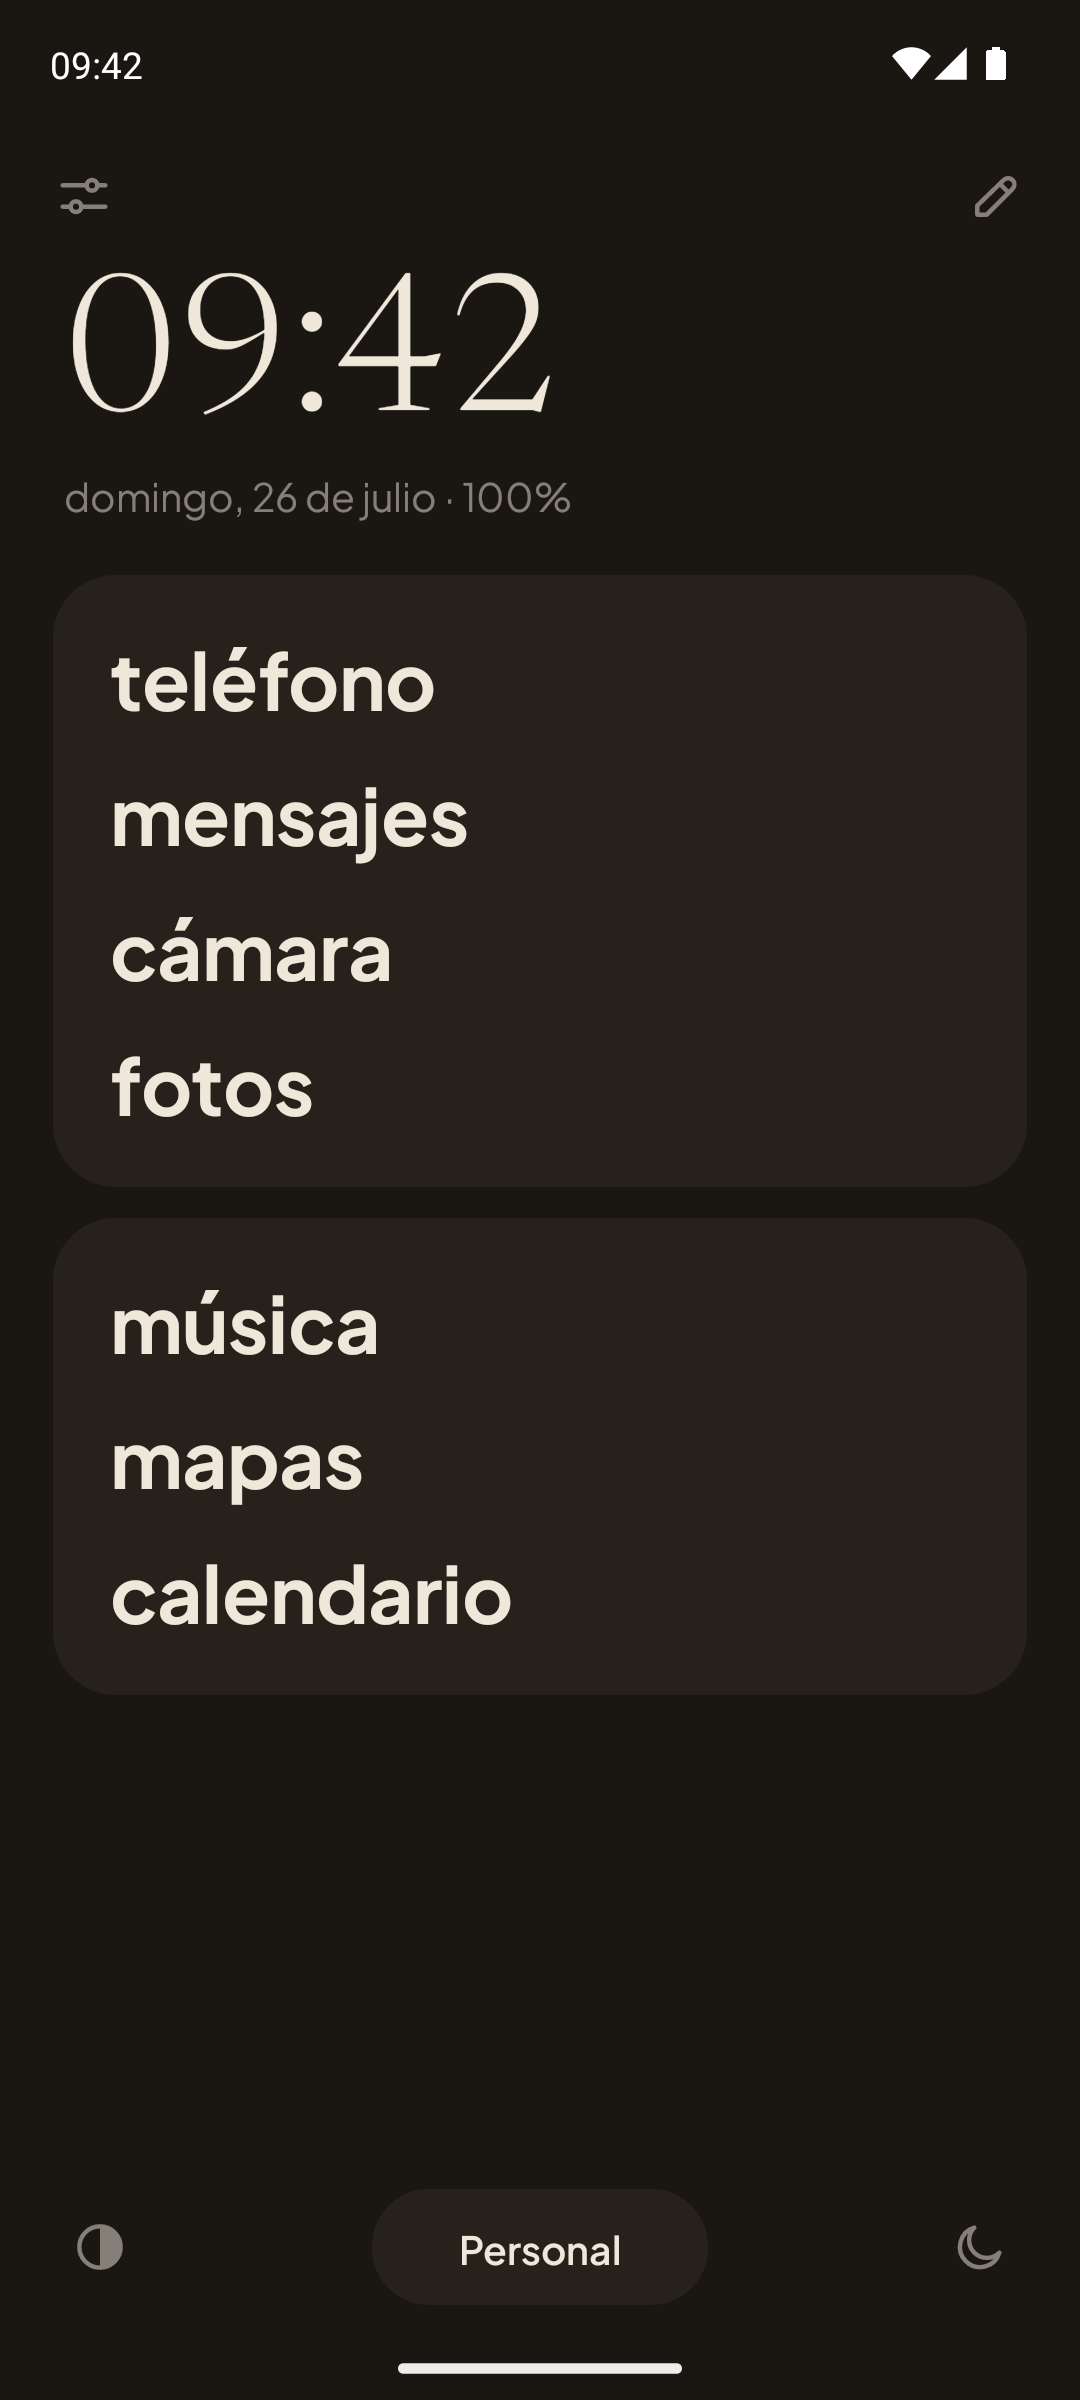 09:42
09:42
domingo, 26 de julio · 100%
teléfono
mensajes
cámara
fotos
música
mapas
calendario
Personal